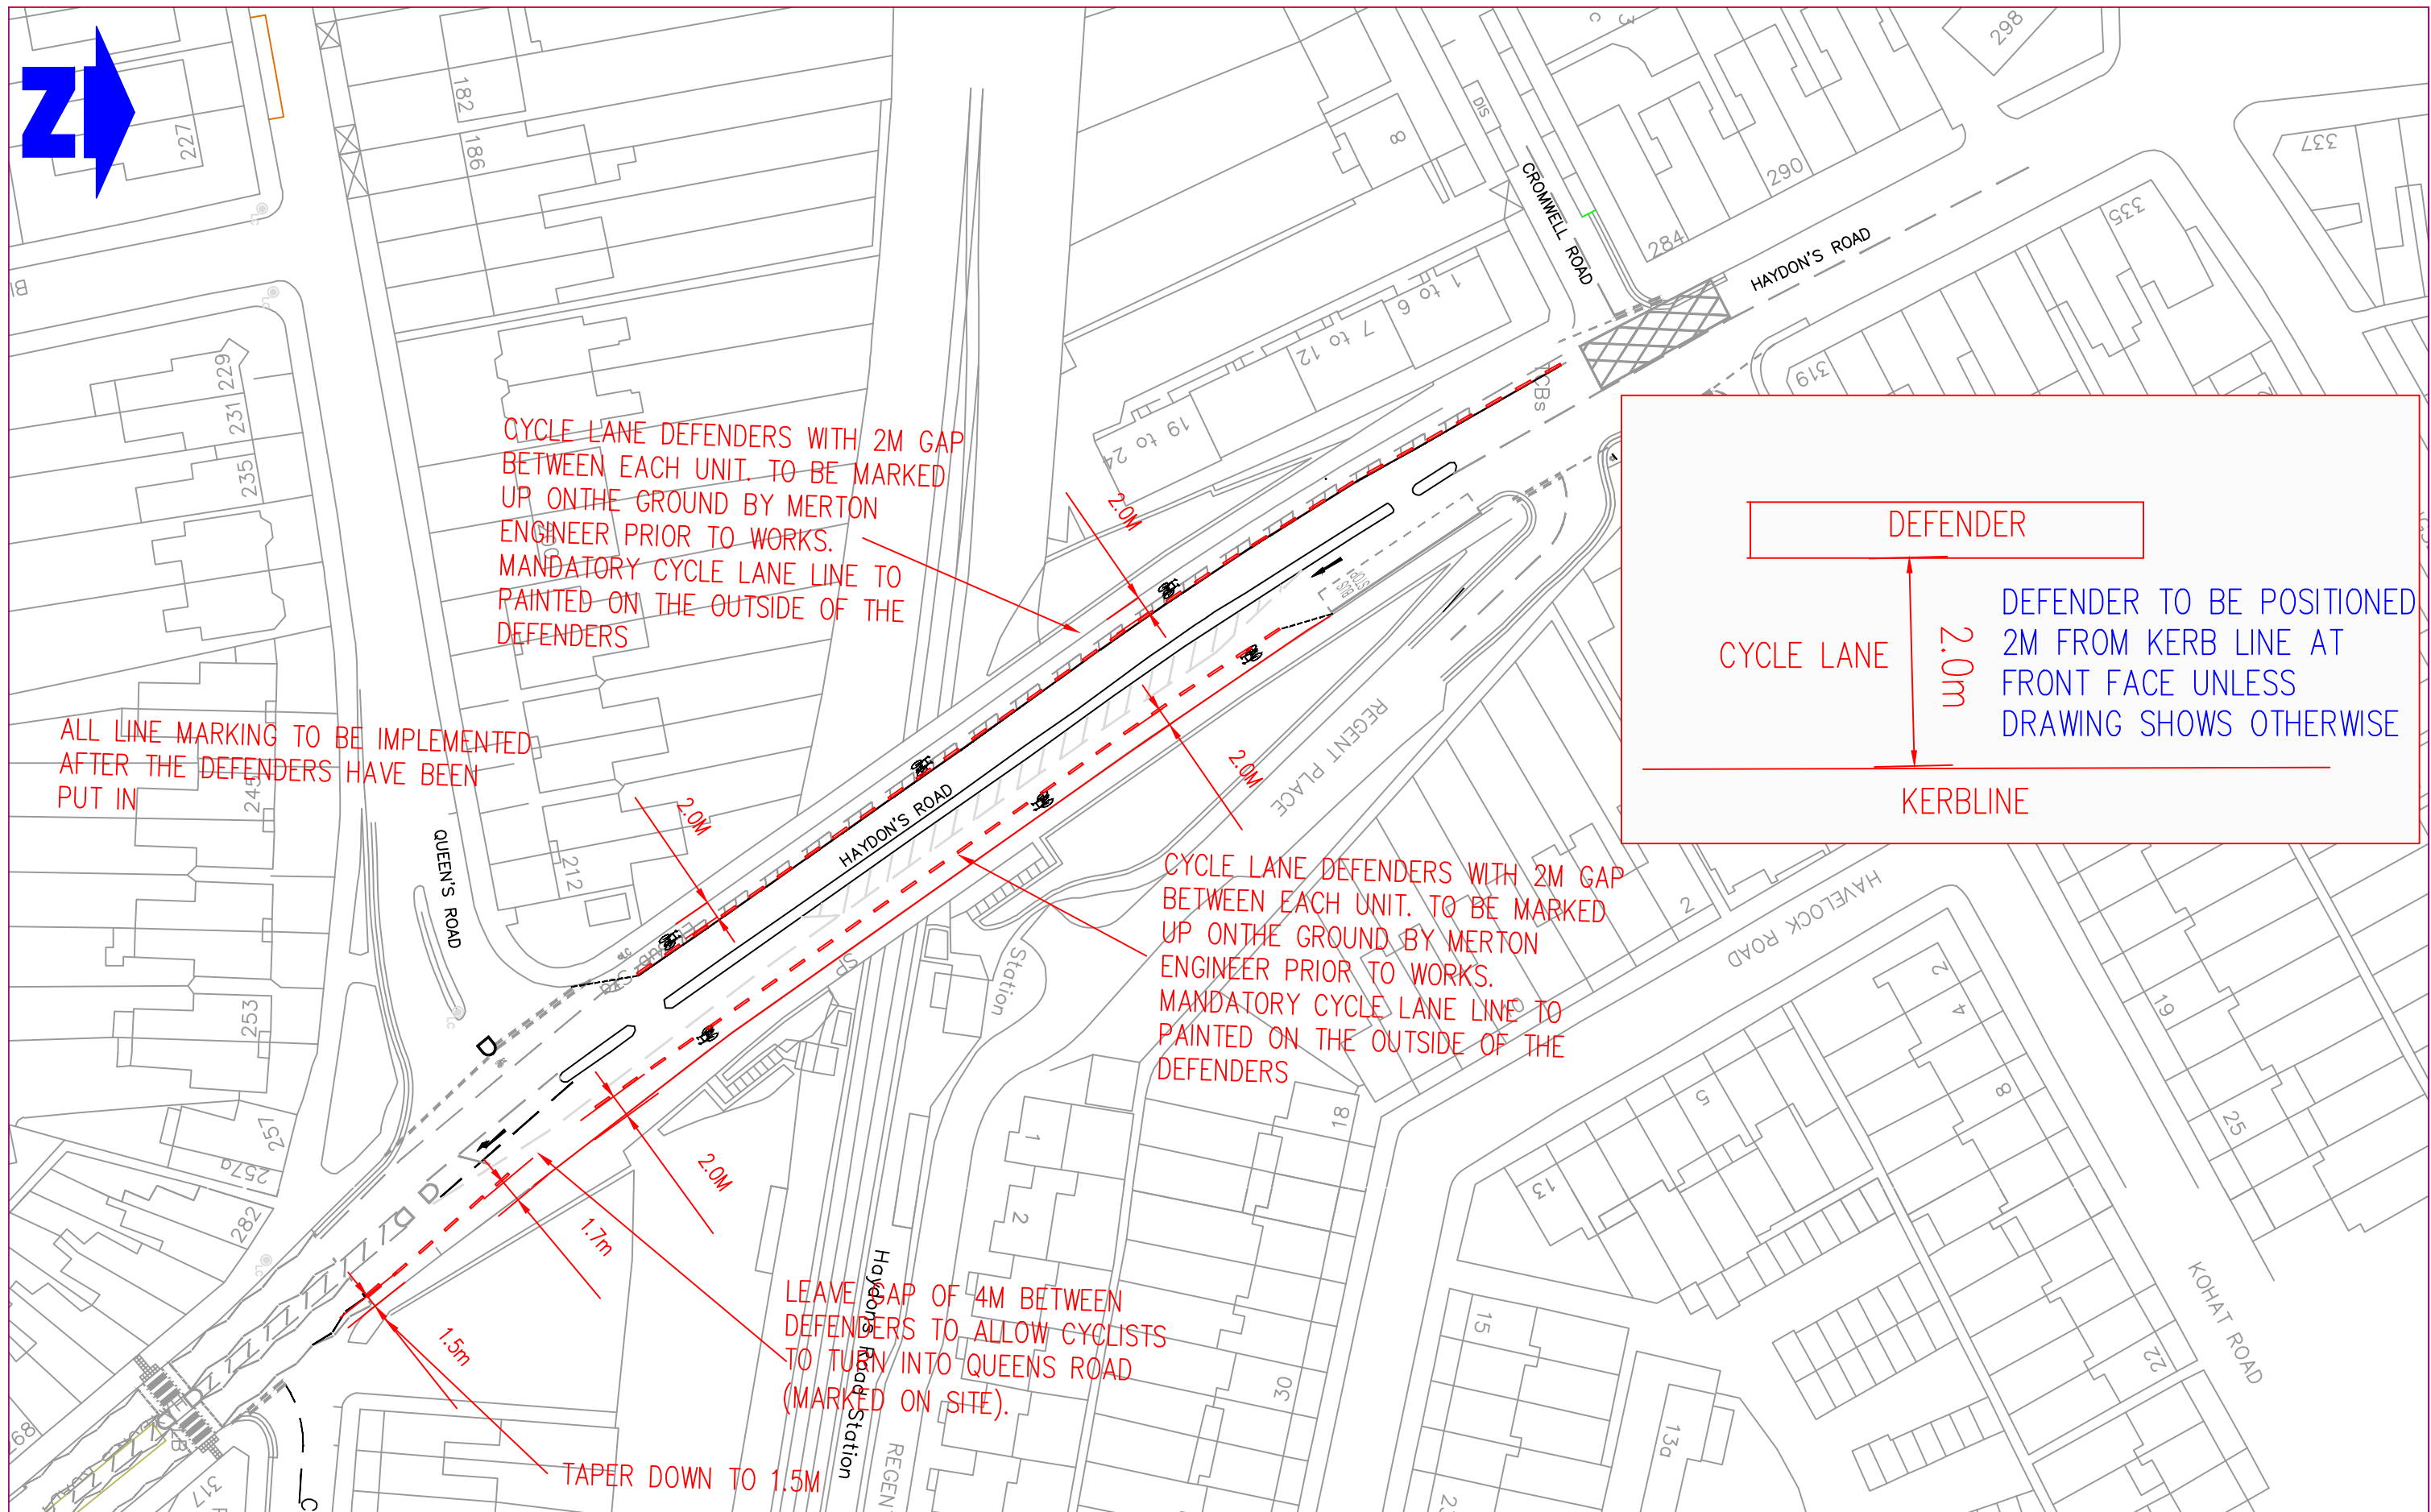 Z
227
182
186
BL
229
231
235
245
253
257
257a
282
268
317
212
8
DIS
CROMWELL ROAD
298
290
284
337
335
319
HAYDON'S ROAD
1 to 6
7 to 12
19 to 24
TCBs
CYCLE LANE DEFENDERS WITH 2M GAP
BETWEEN EACH UNIT. TO BE MARKED
UP ONTHE GROUND BY MERTON
ENGINEER PRIOR TO WORKS.
MANDATORY CYCLE LANE LINE TO
PAINTED ON THE OUTSIDE OF THE
DEFENDERS
2.0M
DEFENDER
CYCLE LANE
2.0m
DEFENDER TO BE POSITIONED
2M FROM KERB LINE AT
FRONT FACE UNLESS
DRAWING SHOWS OTHERWISE
KERBLINE
ALL LINE MARKING TO BE IMPLEMENTED
AFTER THE DEFENDERS HAVE BEEN
PUT IN
QUEEN'S ROAD
2.0M
HAYDON'S ROAD
2.0M
REGENT PLACE
SP
Station
CYCLE LANE DEFENDERS WITH 2M GAP
BETWEEN EACH UNIT. TO BE MARKED
UP ONTHE GROUND BY MERTON
ENGINEER PRIOR TO WORKS.
MANDATORY CYCLE LANE LINE TO
PAINTED ON THE OUTSIDE OF THE
DEFENDERS
2
HAVELOCK ROAD
2
4
8
5
13
19
25
22
KOHAT ROAD
18
1
2
30
15
13a
2.0M
1.7m
1.5m
LEAVE GAP OF 4M BETWEEN
DEFENDERS TO ALLOW CYCLISTS
TO TURN INTO QUEENS ROAD
(MARKED ON SITE).
Haydons Road Station
TAPER DOWN TO 1.5M